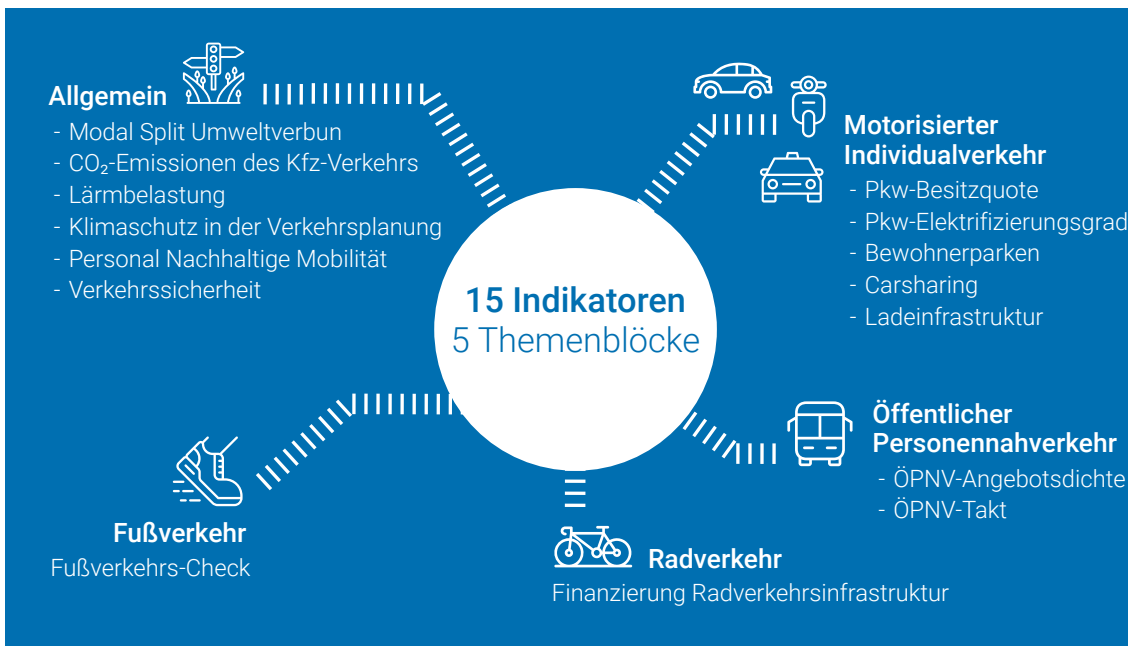 Allgemein
- Modal Split Umweltverbun
- CO₂-Emissionen des Kfz-Verkehrs
- Lärmbelastung
- Klimaschutz in der Verkehrsplanung
- Personal Nachhaltige Mobilität
- Verkehrssicherheit
Motorisierter
Individualverkehr
- Pkw-Besitzquote
- Pkw-Elektrifizierungsgrad
- Bewohnerparken
- Carsharing
- Ladeinfrastruktur
15 Indikatoren
5 Themenblöcke
Öffentlicher
Personennahverkehr
- ÖPNV-Angebotsdichte
- ÖPNV-Takt
Fußverkehr
Fußverkehrs-Check
Radverkehr
Finanzierung Radverkehrsinfrastruktur